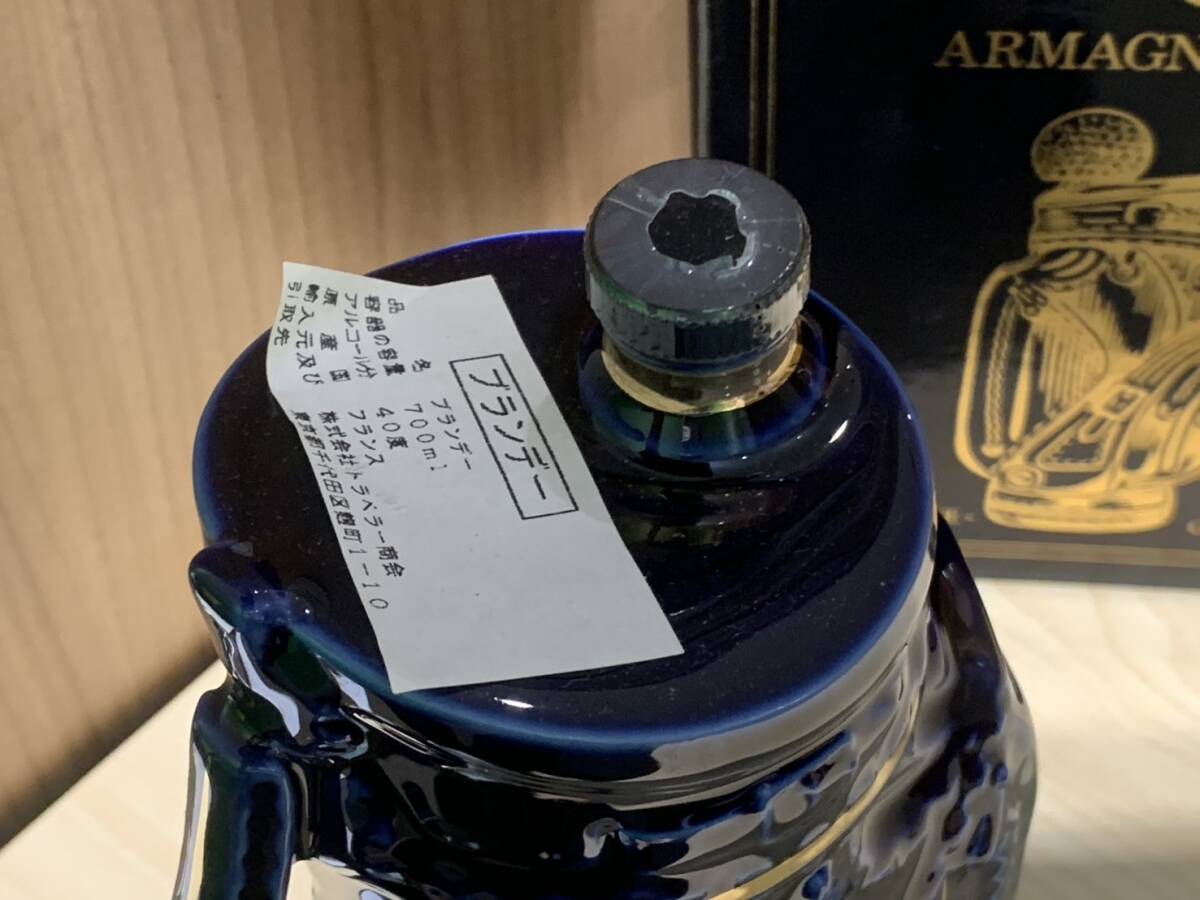 ARMAGN
ブランデー
品 名 ブランデー
容器の容量 700ml
アルコール分 40度
原産国 フランス
輸入元及び 株式会社トラベラー商会
引取先 東京都千代田区麹町1-10